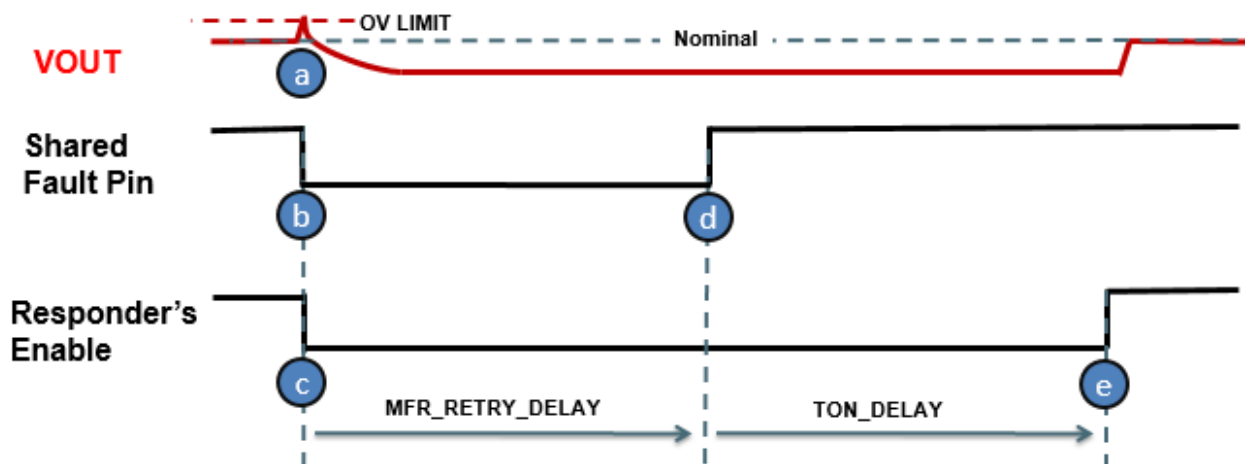 OV LIMIT
Nominal
VOUT
a
Shared
Fault Pin
b
d
Responder's
Enable
c
e
MFR_RETRY_DELAY
TON_DELAY